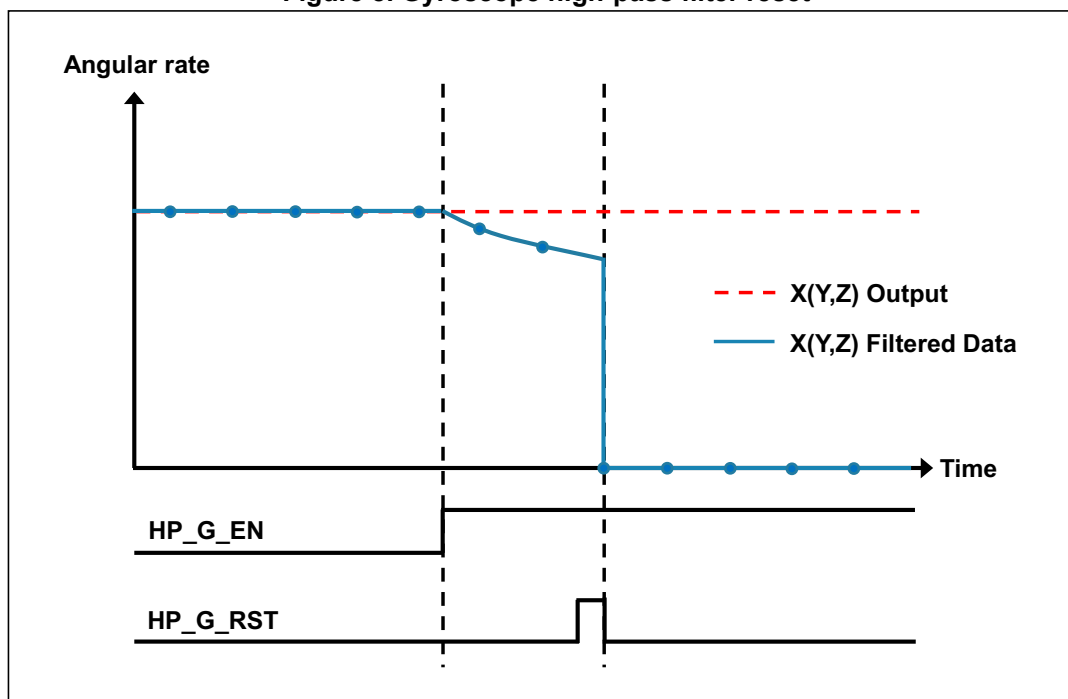 Angular rate
X(Y,Z) Output
X(Y,Z) Filtered Data
Time
HP_G_EN
HP_G_RST